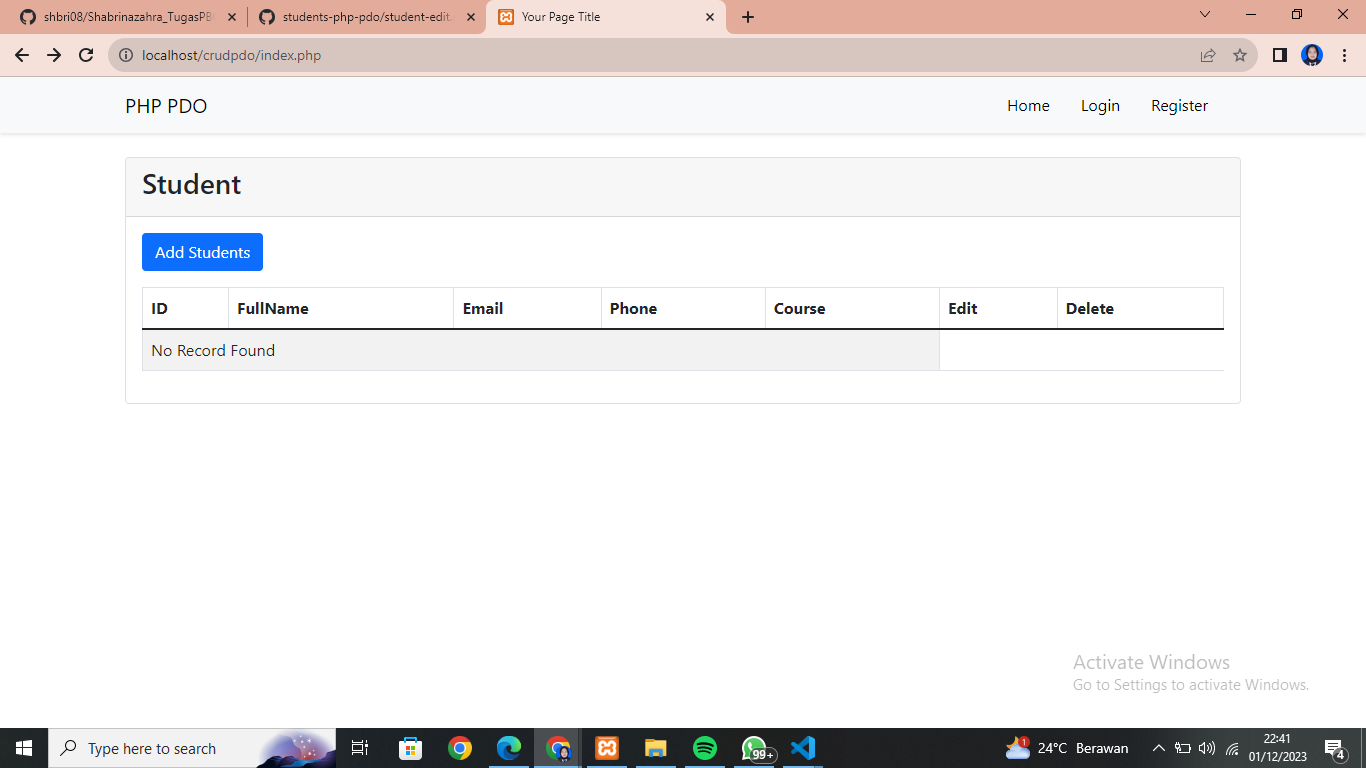 shbri08/Shabrinazahra_TugasPB
students-php-pdo/student-edit.
Your Page Title
localhost/crudpdo/index.php
PHP PDO
Home
Login
Register
Student
Add Students
ID FullName Email Phone Course Edit Delete
No Record Found
Activate Windows
Go to Settings to activate Windows.
Type here to search
99+
1
24°C Berawan
22:41
01/12/2023
4